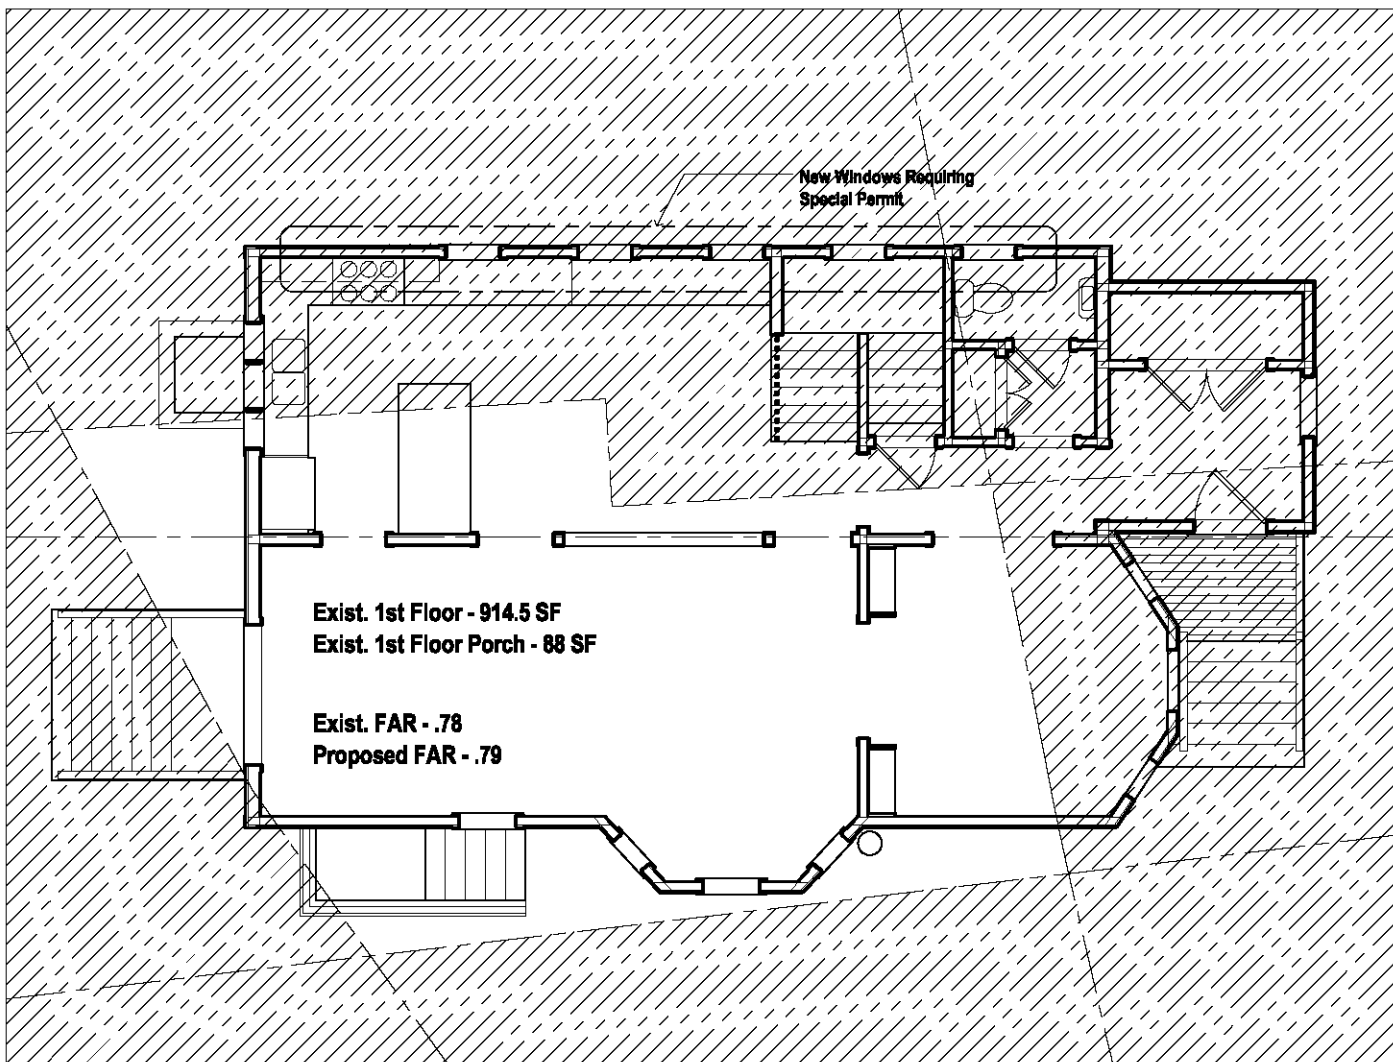 New Windows Requiring
Special Permit
Exist. 1st Floor - 914.5 SF
Exist. 1st Floor Porch - 88 SF
Exist. FAR - .78
Proposed FAR - .79